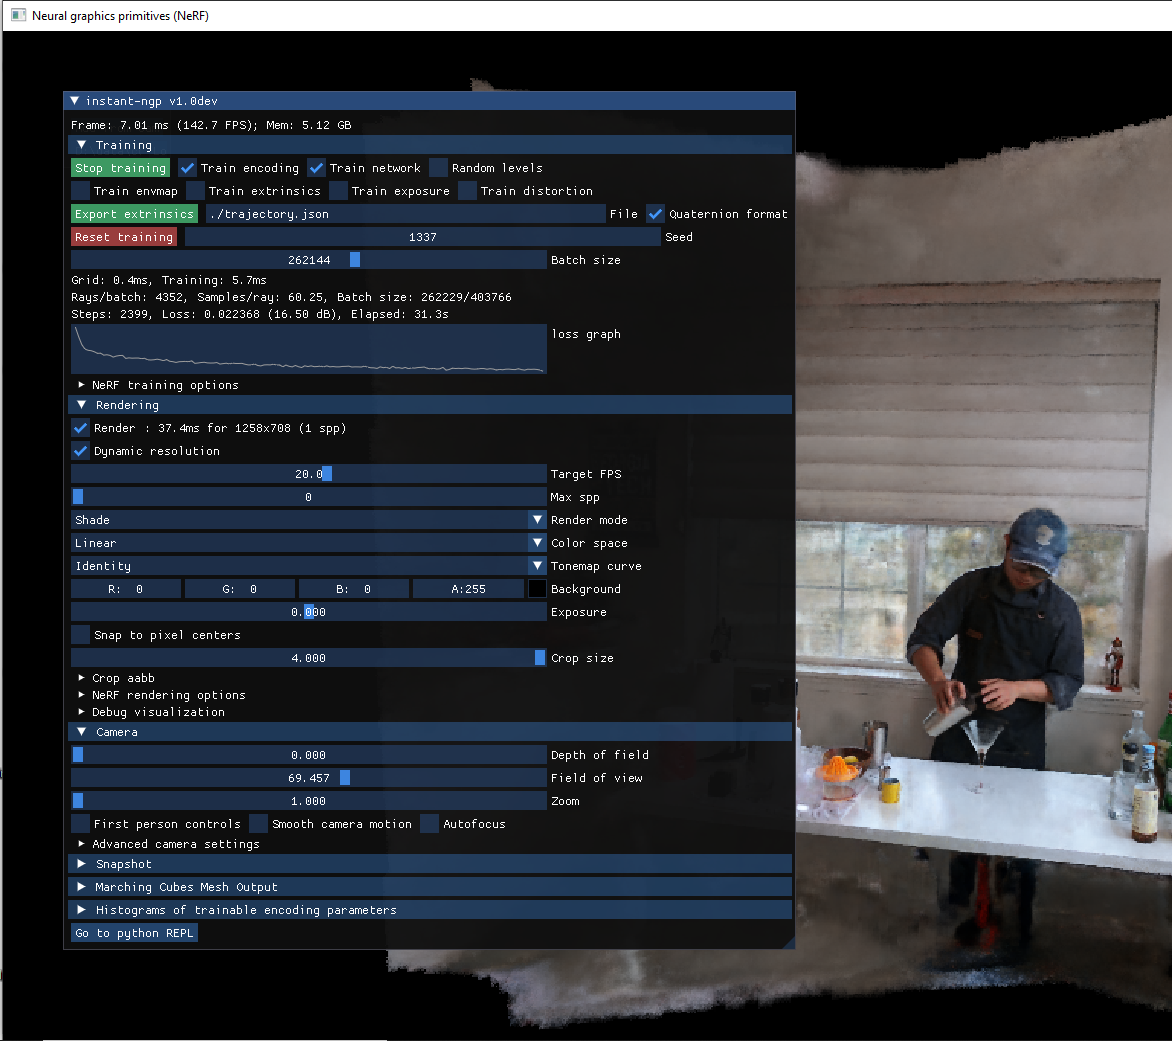 Neural graphics primitives (NeRF)
instant-ngp v1.0dev
Frame: 7.01 ms (142.7 FPS); Mem: 5.12 GB
Training
Stop training Train encoding Train network Random levels
Train envmap Train extrinsics Train exposure Train distortion
Export extrinsics ./trajectory.json File Quaternion format
Reset training 1337 Seed
262144 Batch size
Grid: 0.4ms, Training: 5.7ms
Rays/batch: 4352, Samples/ray: 60.25, Batch size: 262229/403766
Steps: 2399, Loss: 0.022368 (16.50 dB), Elapsed: 31.3s
loss graph
NeRF training options
Rendering
Render : 37.4ms for 1258x708 (1 spp)
Dynamic resolution
20.0 Target FPS
0 Max spp
Shade Render mode
Linear Color space
Identity Tonemap curve
R: 0 G: 0 B: 0 A:255 Background
0.000 Exposure
Snap to pixel centers
4.000 Crop size
Crop aabb
NeRF rendering options
Debug visualization
Camera
0.000 Depth of field
69.457 Field of view
1.000 Zoom
First person controls Smooth camera motion Autofocus
Advanced camera settings
Snapshot
Marching Cubes Mesh Output
Histograms of trainable encoding parameters
Go to python REPL